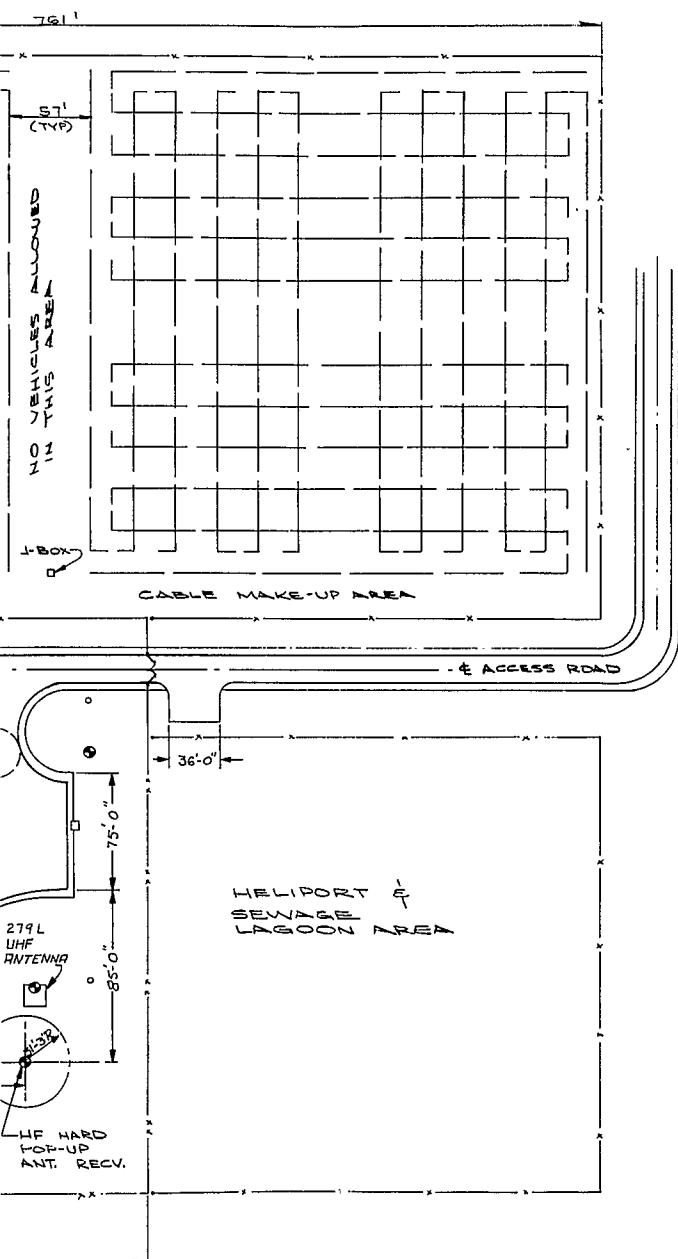 761'
57'
(TYP)
NO VEHICLES ALLOWED
IN THIS AREA
J-BOX
CABLE MAKE-UP AREA
℄ ACCESS ROAD
36'-0"
75'-0"
HELIPORT &
SEWAGE
LAGOON AREA
279L
UHF
ANTENNA
85'-0"
HF HARD
POP-UP
ANT. RECV.